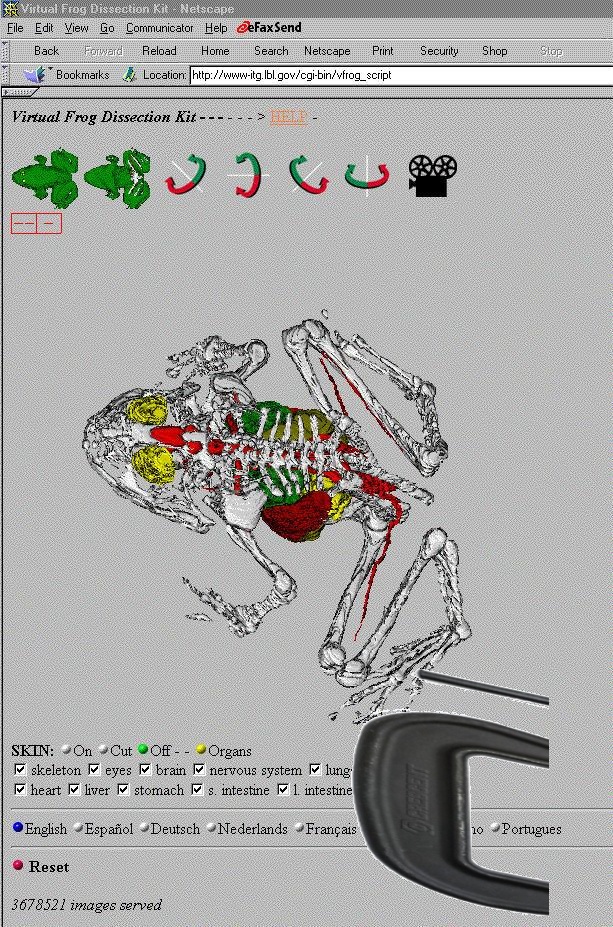 Virtual Frog Dissection Kit - Netscape
File Edit View Go Communicator Help eFaxSend
Back Forward Reload Home Search Netscape Print Security Shop Stop
Bookmarks Location: http://www-itg.lbl.gov/cgi-bin/vfrog_script
Virtual Frog Dissection Kit - - - - - - > HELP -
SKIN: On Cut Off - - Organs
skeleton eyes brain nervous system lung
heart liver stomach s. intestine l. intestine
English Español Deutsch Nederlands Français no Portugues
Reset
3678521 images served